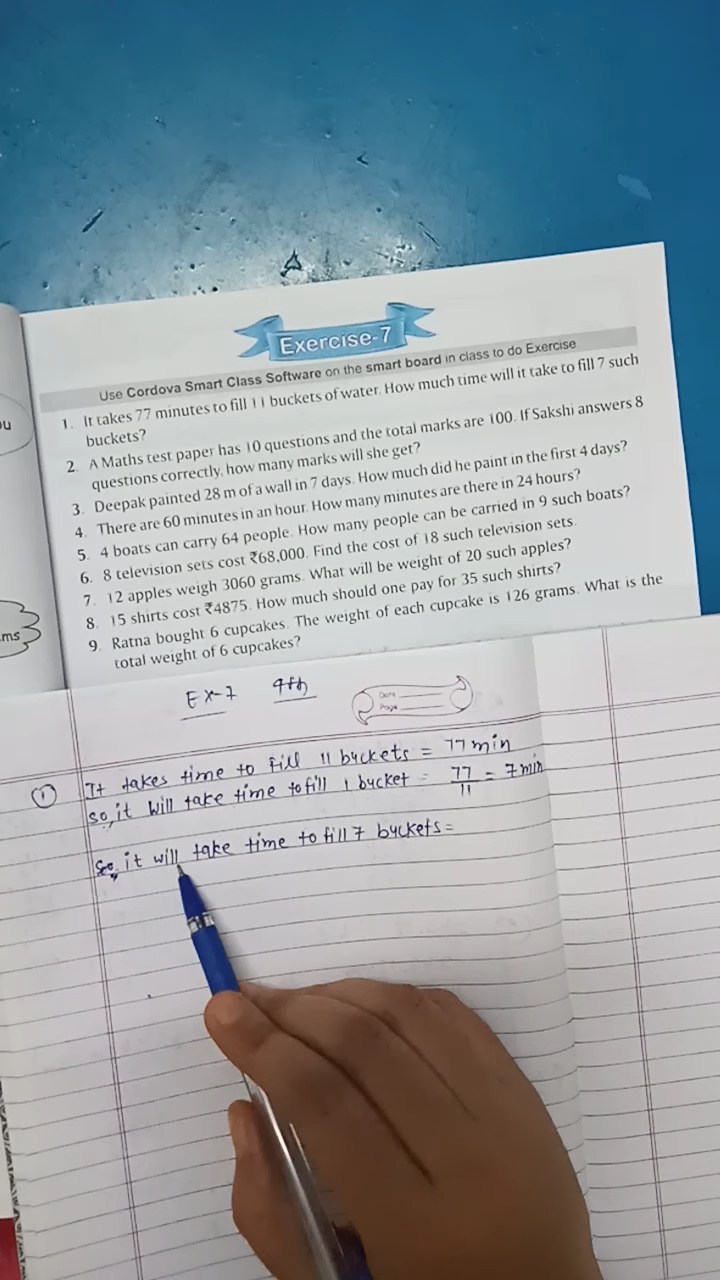 Exercise-7
Use Cordova Smart Class Software on the smart board in class to do Exercise
1. It takes 77 minutes to fill 11 buckets of water. How much time will it take to fill 7 such
buckets?
2. A Maths test paper has 10 questions and the total marks are 100. If Sakshi answers 8
questions correctly, how many marks will she get?
3. Deepak painted 28 m of a wall in 7 days. How much did he paint in the first 4 days?
4. There are 60 minutes in an hour. How many minutes are there in 24 hours?
5. 4 boats can carry 64 people. How many people can be carried in 9 such boats?
6. 8 television sets cost ₹68,000. Find the cost of 18 such television sets.
7. 12 apples weigh 3060 grams. What will be weight of 20 such apples?
8. 15 shirts cost ₹4875. How much should one pay for 35 such shirts?
9. Ratna bought 6 cupcakes. The weight of each cupcake is 126 grams. What is the
total weight of 6 cupcakes?
ms
Ex-7 4th
Date
Page
1 It takes time to fill 11 buckets = 77 min
so, it will take time to fill 1 bucket = 77/11 = 7 min
so, it will take time to fill 7 buckets =